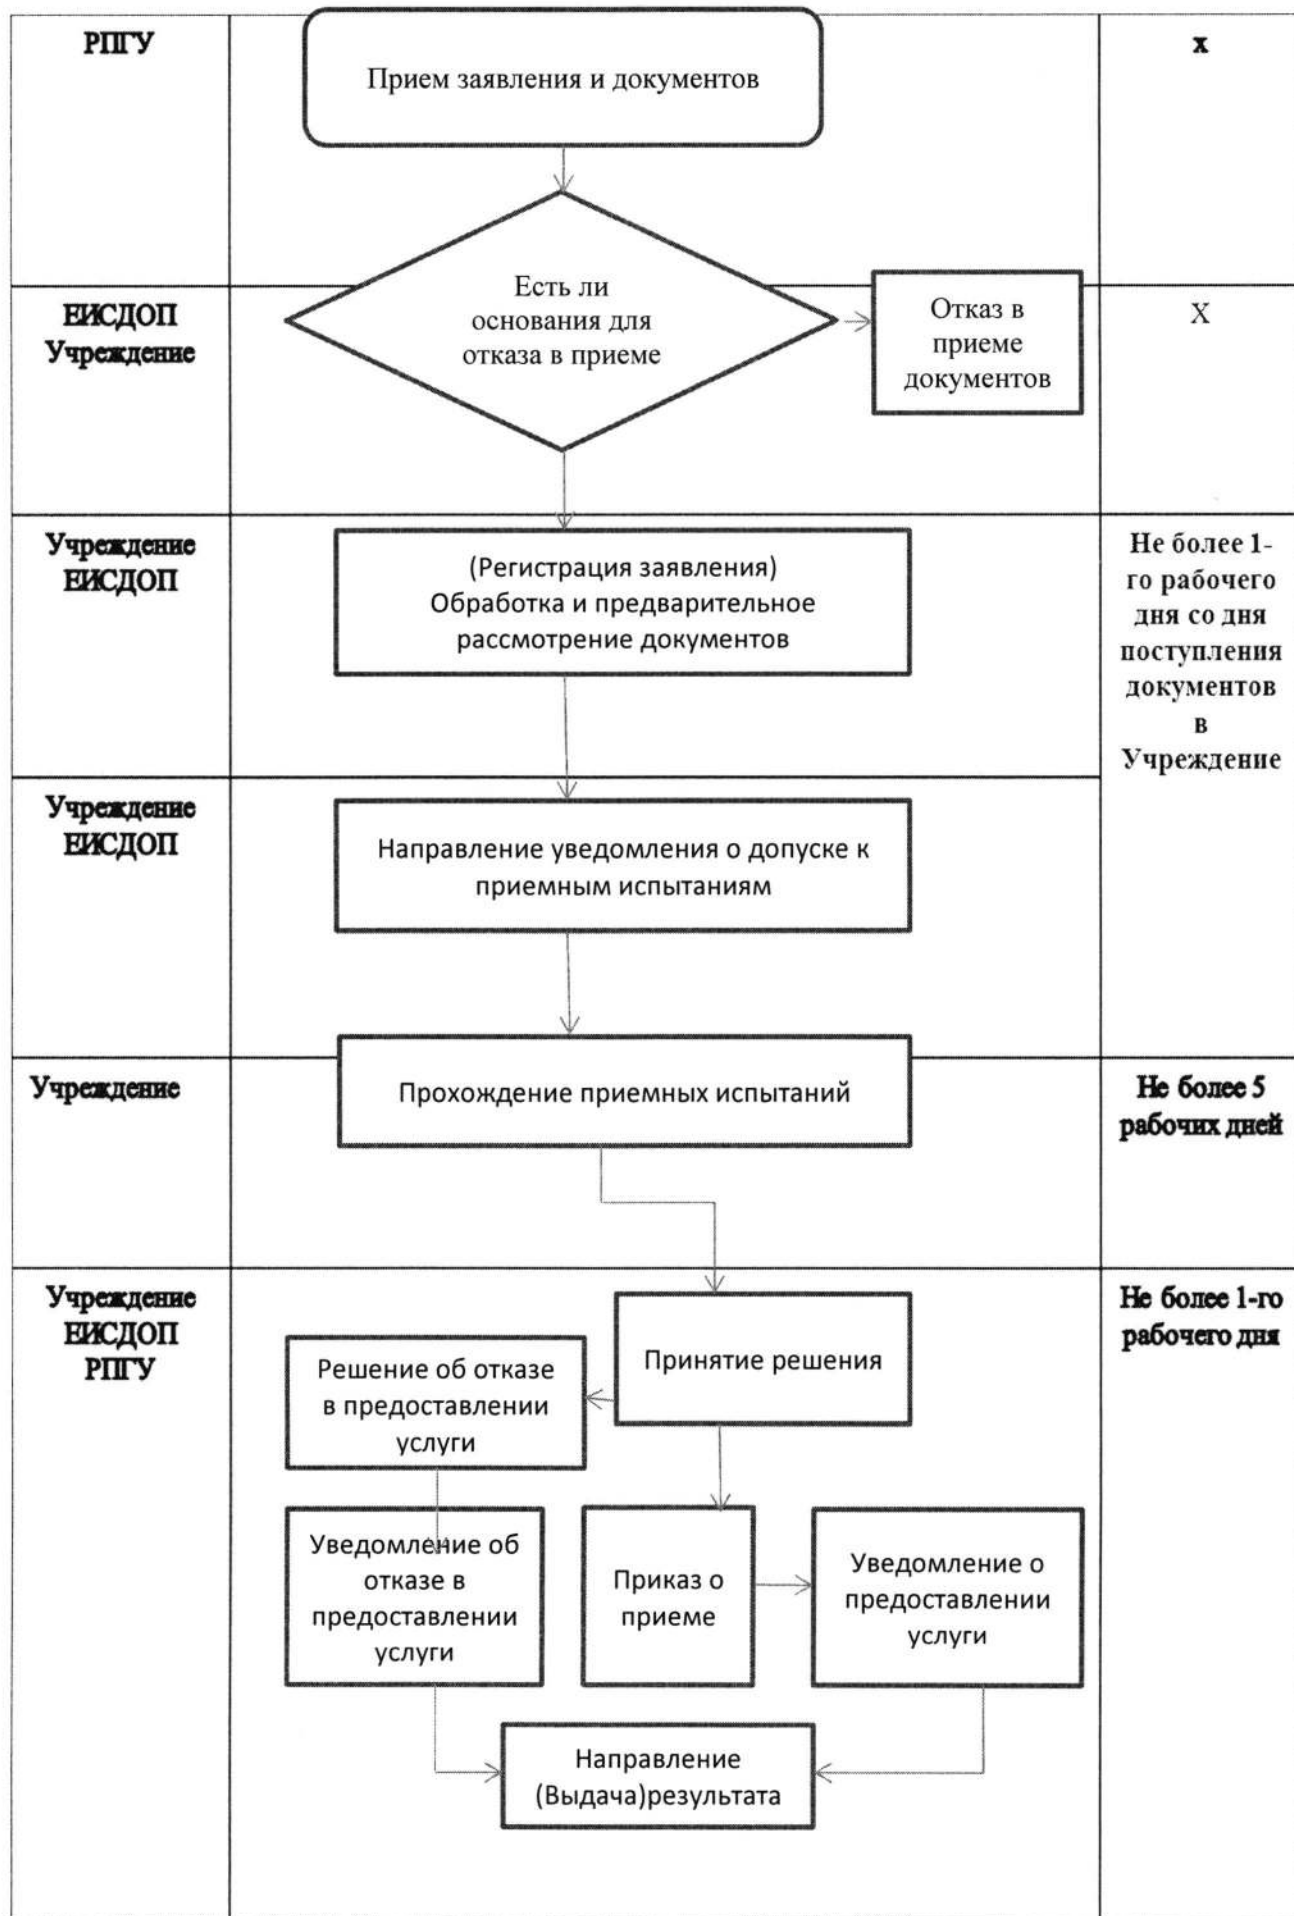 РПГУ
Прием заявления и документов
х
ЕИСДОП
Учреждение
Есть ли
основания для
отказа в приеме
Отказ в
приеме
документов
Х
Учреждение
ЕИСДОП
(Регистрация заявления)
Обработка и предварительное
рассмотрение документов
Не более 1-
го рабочего
дня со дня
поступления
документов
в
Учреждение
Учреждение
ЕИСДОП
Направление уведомления о допуске к
приемным испытаниям
Учреждение
Прохождение приемных испытаний
Не более 5
рабочих дней
Учреждение
ЕИСДОП
РПГУ
Принятие решения
Не более 1-го
рабочего дня
Решение об отказе
в предоставлении
услуги
Уведомление об
отказе в
предоставлении
услуги
Приказ о
приеме
Уведомление о
предоставлении
услуги
Направление
(Выдача)результата